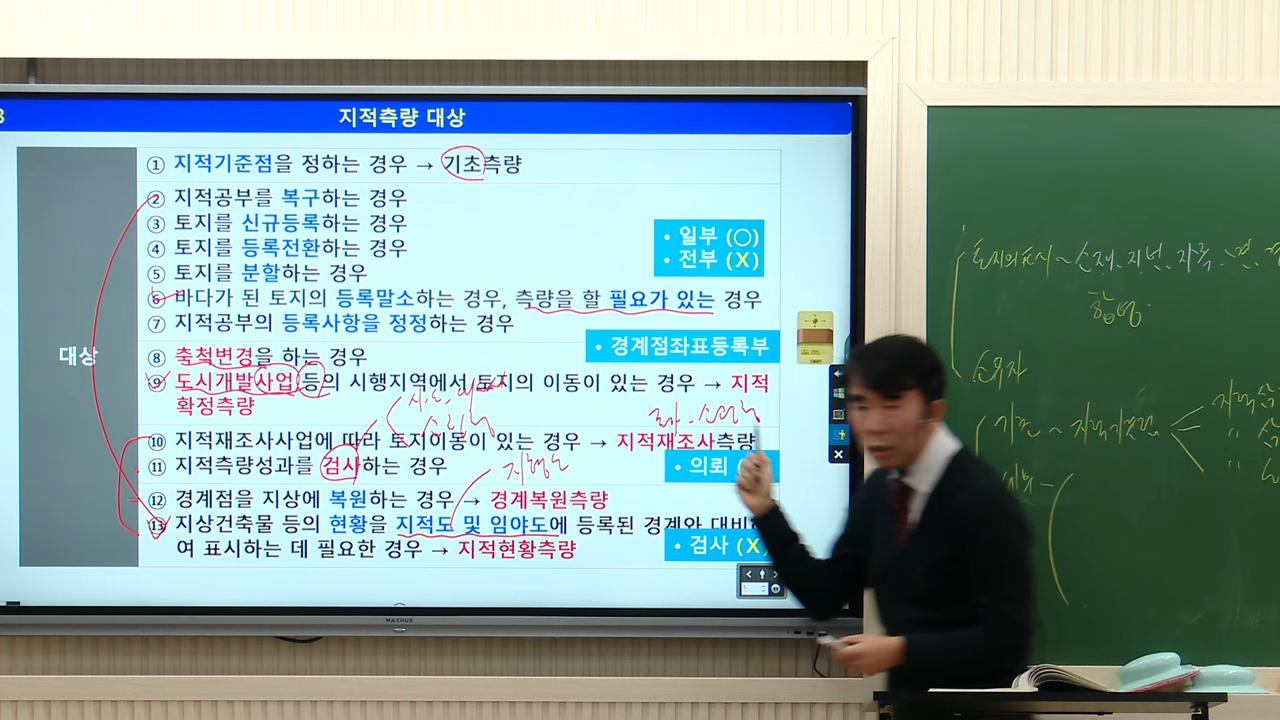 지적측량 대상
대상
① 지적기준점을 정하는 경우 → 기초측량
② 지적공부를 복구하는 경우
③ 토지를 신규등록하는 경우
④ 토지를 등록전환하는 경우
⑤ 토지를 분할하는 경우
• 일부 (○)
• 전부 (X)
⑥ 바다가 된 토지의 등록말소하는 경우, 측량을 할 필요가 있는 경우
⑦ 지적공부의 등록사항을 정정하는 경우
• 경계점좌표등록부
⑧ 축척변경을 하는 경우
⑨ 도시개발사업 등의 시행지역에서 토지의 이동이 있는 경우 → 지적
확정측량
⑩ 지적재조사사업에 따라 토지이동이 있는 경우 → 지적재조사측량
⑪ 지적측량성과를 검사하는 경우
• 의뢰
⑫ 경계점을 지상에 복원하는 경우 → 경계복원측량
⑬ 지상건축물 등의 현황을 지적도 및 임야도에 등록된 경계와 대비하
여 표시하는 데 필요한 경우 → 지적현황측량
• 검사 (X)
MAXHUB
토지의 표시 ~ 소재. 지번. 지목.
소유자